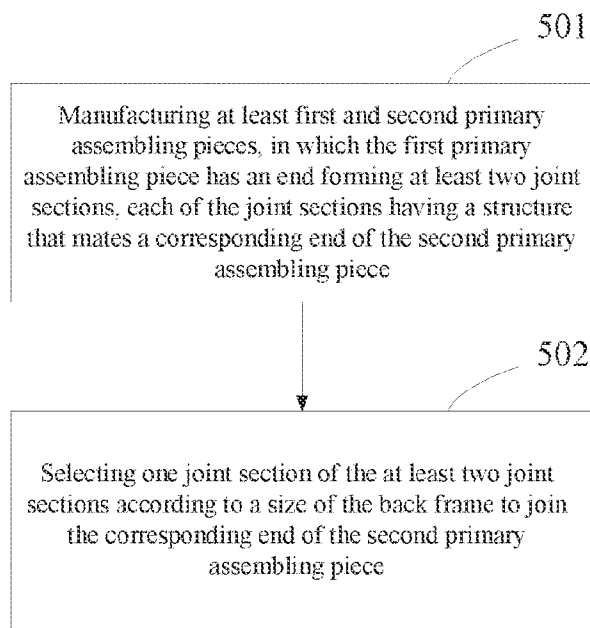 501
Manufacturing at least first and second primary
assembling pieces, in which the first primary
assembling piece has an end forming at least two joint
sections, each of the joint sections having a structure
that mates a corresponding end of the second primary
assembling piece
502
Selecting one joint section of the at least two joint
sections according to a size of the back frame to join
the corresponding end of the second primary
assembling piece